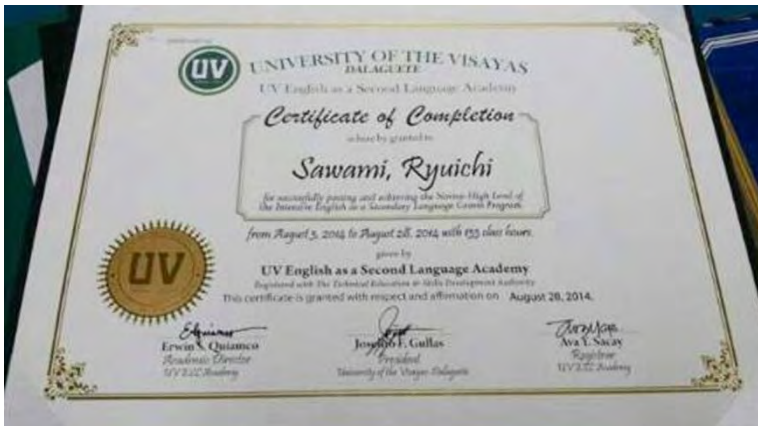 UV
UNIVERSITY OF THE VISAYAS
DALAGUETE
UV English as a Second Language Academy
Certificate of Completion
is hereby granted to
Sawami, Ryuichi
for successfully passing and achieving the Novice-High Level of
the Intensive English as a Secondary Language Course Program
from August 5, 2014 to August 28, 2014 with 133 class hours.
given by
UV English as a Second Language Academy
Registered with The Technical Education & Skills Development Authority
This certificate is granted with respect and affirmation on August 28, 2014.
UV
Erwin S. Quiamco
Academic Director
UV ESL Academy
F. Gullas
President
University of the Visayas-Dalaguete
Ava Y. Sacay
Registrar
UV ESL Academy